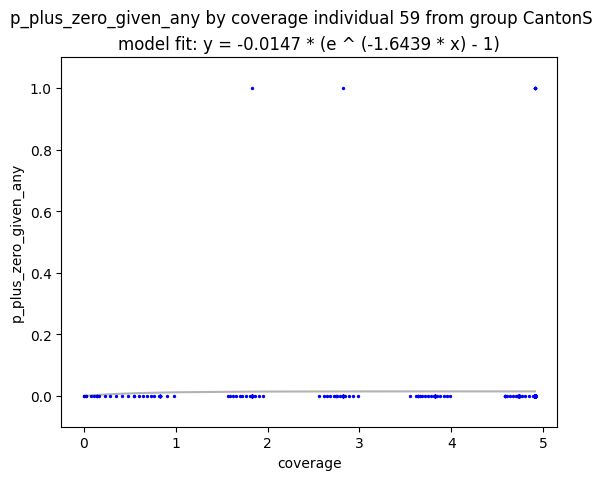 p_plus_zero_given_any by coverage individual 59 from group CantonS
model fit: y = -0.0147 * (e ^ (-1.6439 * x) - 1)
1.0
0.8
0.6
0.4
0.2
0.0
p_plus_zero_given_any
0 1 2 3 4 5
coverage